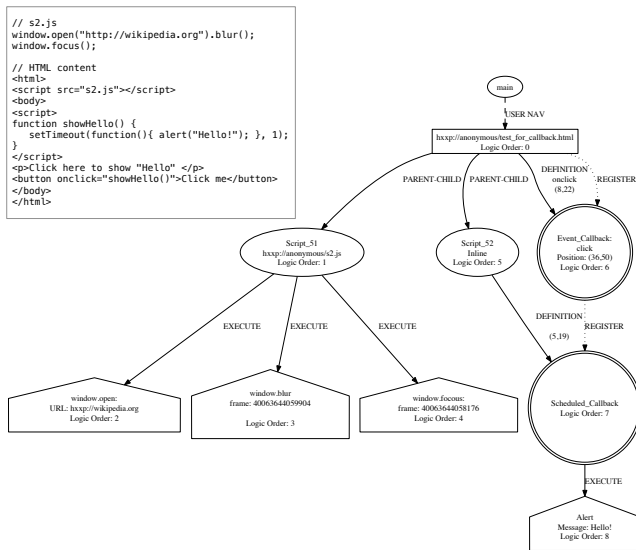 // s2.js
window.open("http://wikipedia.org").blur();
window.focus();
// HTML content
<html>
<script src="s2.js"></script>
<body>
<script>
function showHello() {
setTimeout(function(){ alert("Hello!"); }, 1);
}
</script>
<p>Click here to show "Hello" </p>
<button onclick="showHello()">Click me</button>
</body>
</html>
main
USER NAV
hxxp://anonymous/test_for_callback.html
Logic Order: 0
PARENT-CHILD
PARENT-CHILD
DEFINITION
onclick
(8,22)
REGISTER
Script_51
hxxp://anonymous/s2.js
Logic Order: 1
Script_52
Inline
Logic Order: 5
Event_Callback:
click
Position: (36,50)
Logic Order: 6
EXECUTE
EXECUTE
EXECUTE
DEFINITION
(5,19)
REGISTER
window.open:
URL: hxxp://wikipedia.org
Logic Order: 2
window.blur
frame: 40063644059904
Logic Order: 3
window.focous:
frame: 40063644058176
Logic Order: 4
Scheduled_Callback
Logic Order: 7
EXECUTE
Alert
Message: Hello!
Logic Order: 8